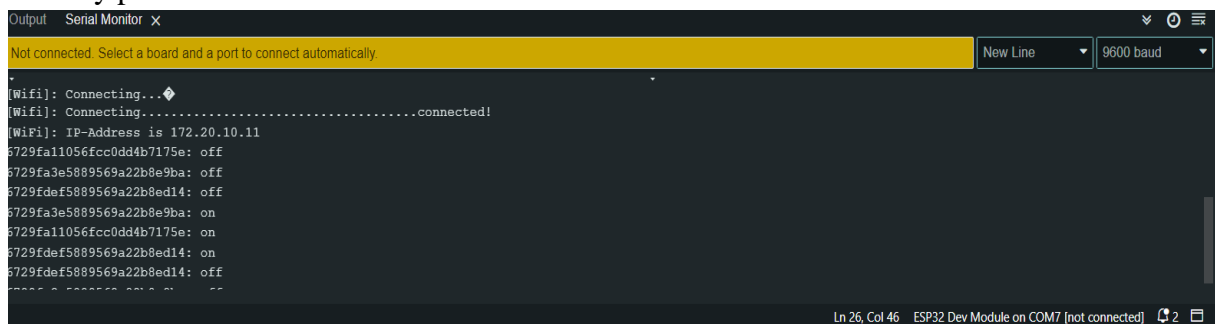 Output Serial Monitor
Not connected. Select a board and a port to connect automatically.
New Line
9600 baud
[Wifi]: Connecting...�
[Wifi]: Connecting....................................connected!
[WiFi]: IP-Address is 172.20.10.11
6729fa11056fcc0dd4b7175e: off
6729fa3e5889569a22b8e9ba: off
6729fdef5889569a22b8ed14: off
6729fa3e5889569a22b8e9ba: on
6729fa11056fcc0dd4b7175e: on
6729fdef5889569a22b8ed14: on
6729fdef5889569a22b8ed14: off
Ln 26, Col 46 ESP32 Dev Module on COM7 [not connected] 2